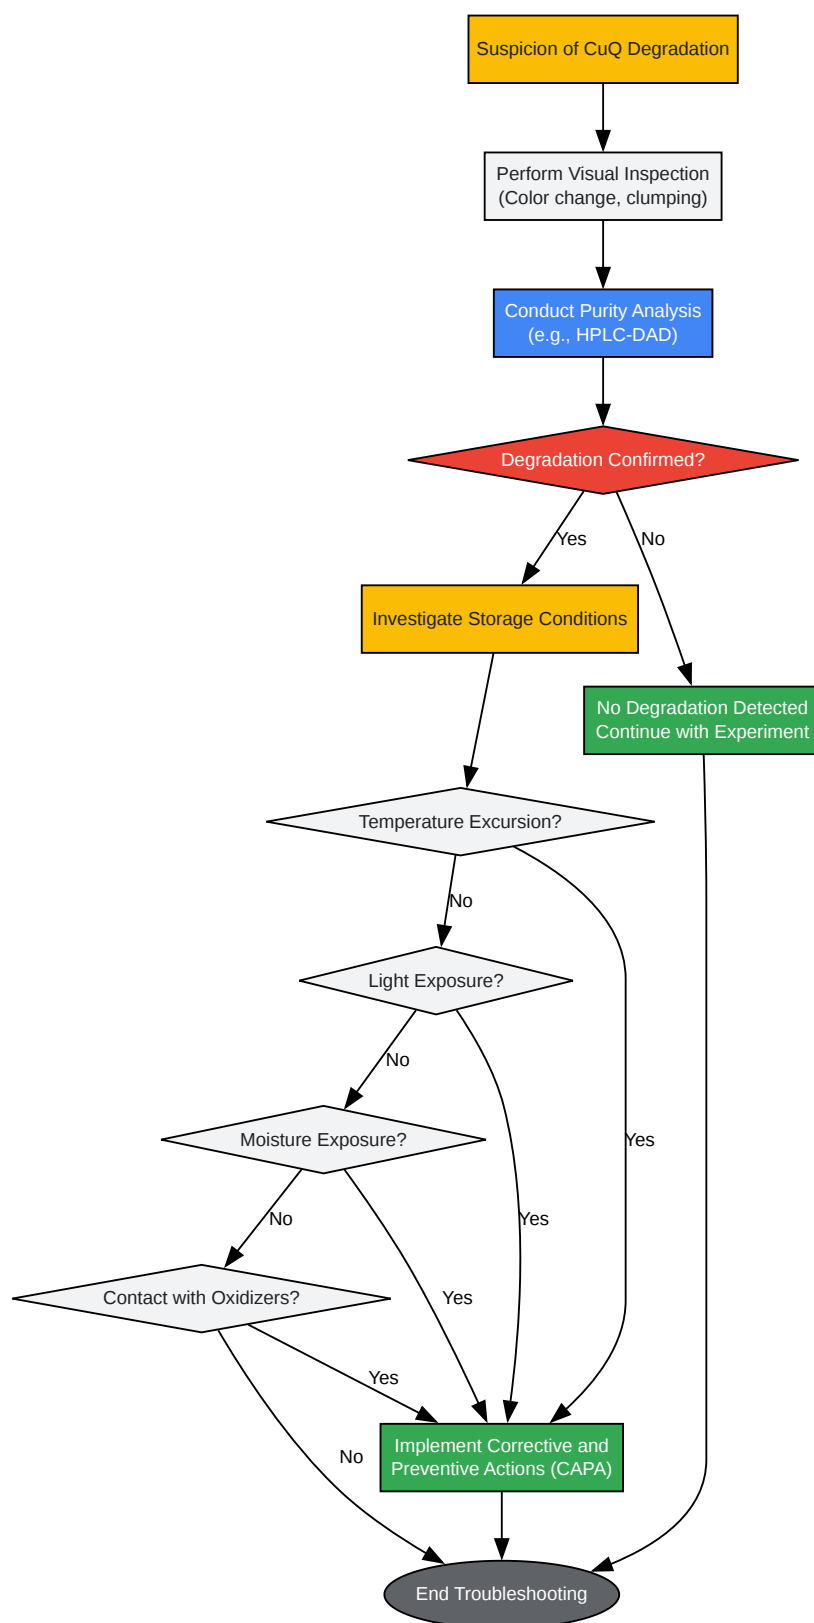 Suspicion of CuQ Degradation
Perform Visual Inspection
(Color change, clumping)
Conduct Purity Analysis
(e.g., HPLC-DAD)
Degradation Confirmed?
Yes
No
Investigate Storage Conditions
No Degradation Detected
Continue with Experiment
Temperature Excursion?
No
Light Exposure?
No
Moisture Exposure?
Yes
No
Yes
Contact with Oxidizers?
Yes
Yes
Implement Corrective and
Preventive Actions (CAPA)
No
End Troubleshooting